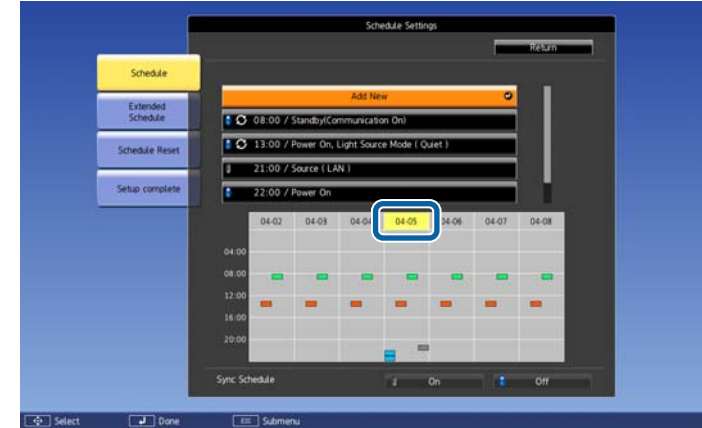 Schedule Settings
Return
Schedule
Extended
Schedule
Schedule Reset
Setup complete
Add New
08:00 / Standby(Communication On)
13:00 / Power On, Light Source Mode ( Quiet )
21:00 / Source ( LAN )
22:00 / Power On
04-02 04-03 04-04 04-05 04-06 04-07 04-08
04:00
08:00
12:00
16:00
20:00
Sync Schedule On Off
Select Done Esc Submenu